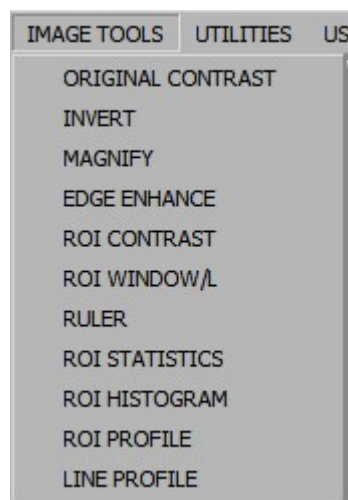 IMAGE TOOLS UTILITIES US
ORIGINAL CONTRAST
INVERT
MAGNIFY
EDGE ENHANCE
ROI CONTRAST
ROI WINDOW/L
RULER
ROI STATISTICS
ROI HISTOGRAM
ROI PROFILE
LINE PROFILE